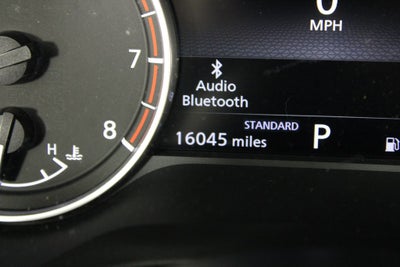 0
MPH
7
Audio
Bluetooth
8
STANDARD
16045 miles P
H